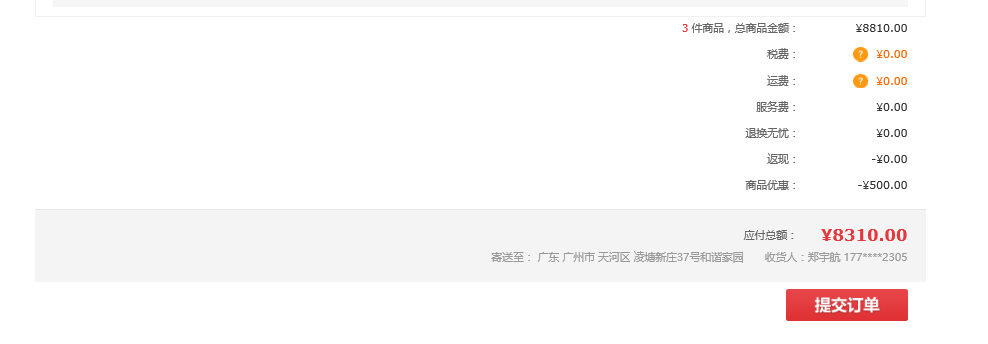 3 件商品，总商品金额： ¥8810.00
税费： ? ¥0.00
运费： ? ¥0.00
服务费： ¥0.00
退换无忧： ¥0.00
返现： -¥0.00
商品优惠： -¥500.00
应付总额： ¥8310.00
寄送至： 广东 广州市 天河区 凌塘新庄37号和谐家园 收货人：郑宇航 177****2305
提交订单